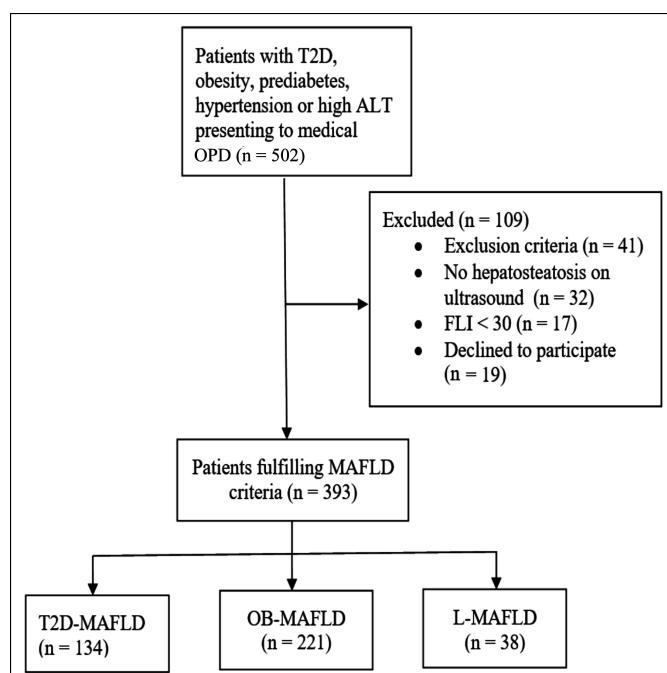 Patients with T2D,
obesity, prediabetes,
hypertension or high ALT
presenting to medical
OPD (n = 502)
Excluded (n = 109)
• Exclusion criteria (n = 41)
• No hepatosteatosis on
ultrasound (n = 32)
• FLI < 30 (n = 17)
• Declined to participate
(n = 19)
Patients fulfilling MAFLD
criteria (n = 393)
T2D-MAFLD
(n = 134)
OB-MAFLD
(n = 221)
L-MAFLD
(n = 38)